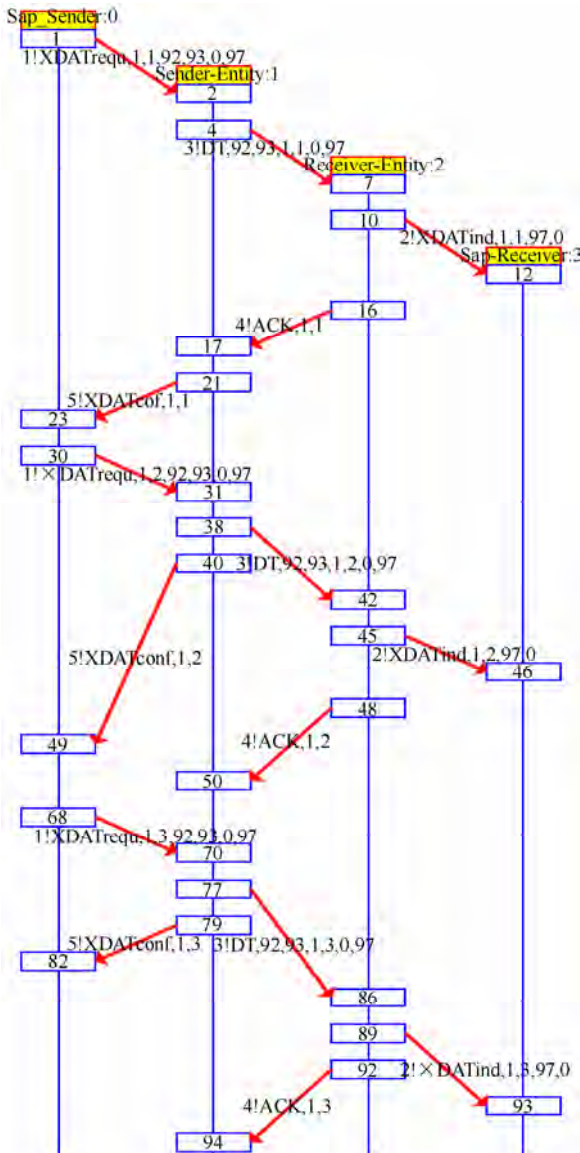 Sap_Sender:0
1
1!XDATrequ,1,1,92,93,0,97
Sender-Entity:1
2
4
3!DT,92,93,1,1,0,97
Receiver-Entity:2
7
10
2!XDATind,1,1,97,0
Sap-Receiver:3
12
16
4!ACK,1,1
17
21
5!XDATcof,1,1
23
30
1!×DATrequ,1,2,92,93,0,97
31
38
3!DT,92,93,1,2,0,97
40
42
45
2!XDATind,1,2,97,0
46
5!XDATconf,1,2
48
4!ACK,1,2
49
50
68
1!XDATrequ,1,3,92,93,0,97
70
77
79
3!DT,92,93,1,3,0,97
5!XDATconf,1,3
82
86
89
92
2!×DATind,1,3,97,0
4!ACK,1,3
93
94